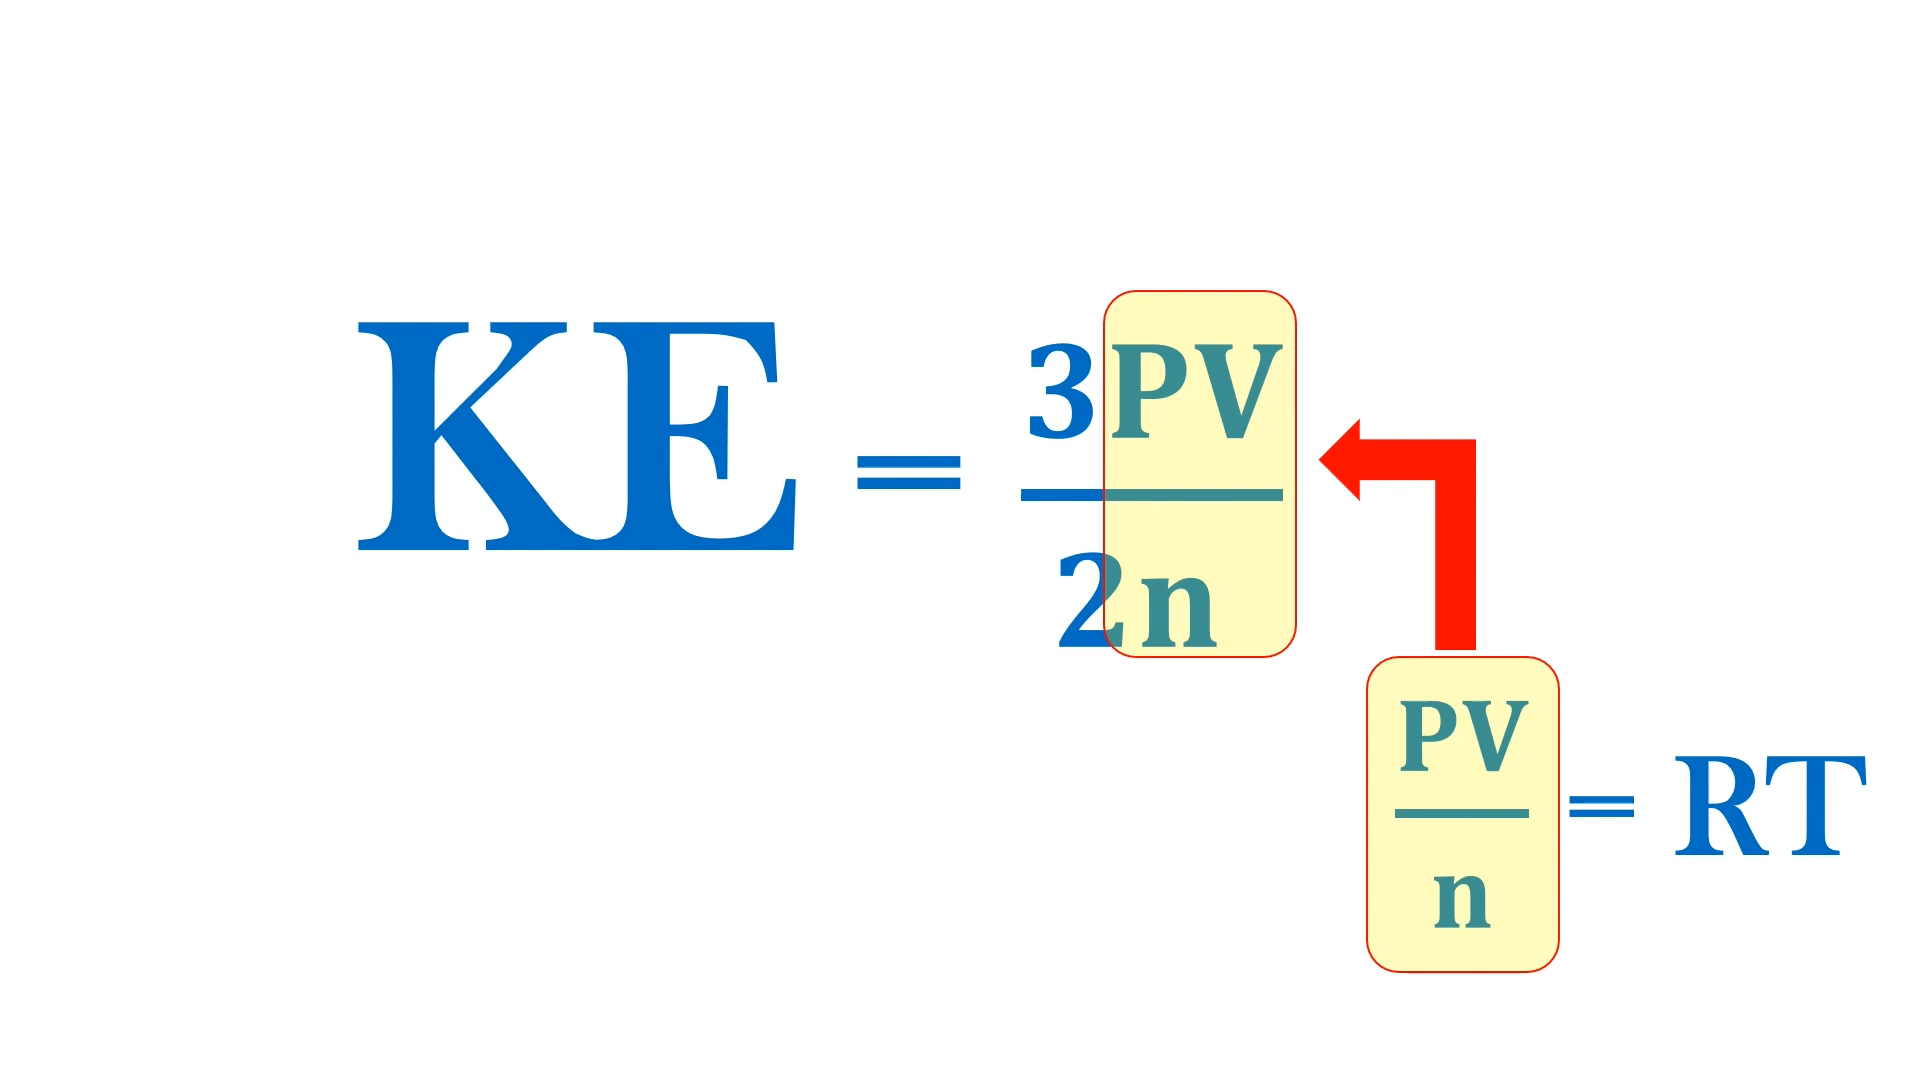 KE = 3PV
2n
PV
n
= RT